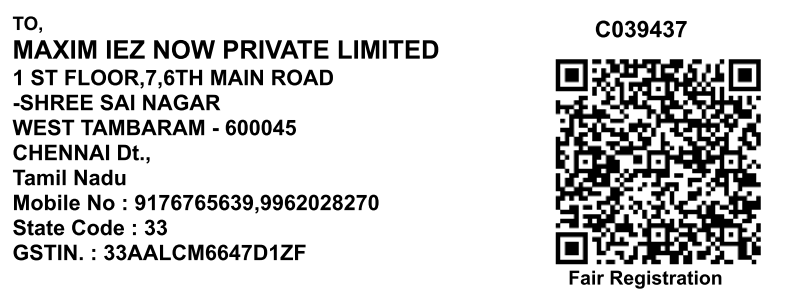 TO,
MAXIM IEZ NOW PRIVATE LIMITED
1 ST FLOOR,7,6TH MAIN ROAD
-SHREE SAI NAGAR
WEST TAMBARAM - 600045
CHENNAI Dt.,
Tamil Nadu
Mobile No : 9176765639,9962028270
State Code : 33
GSTIN. : 33AALCM6647D1ZF
C039437
Fair Registration